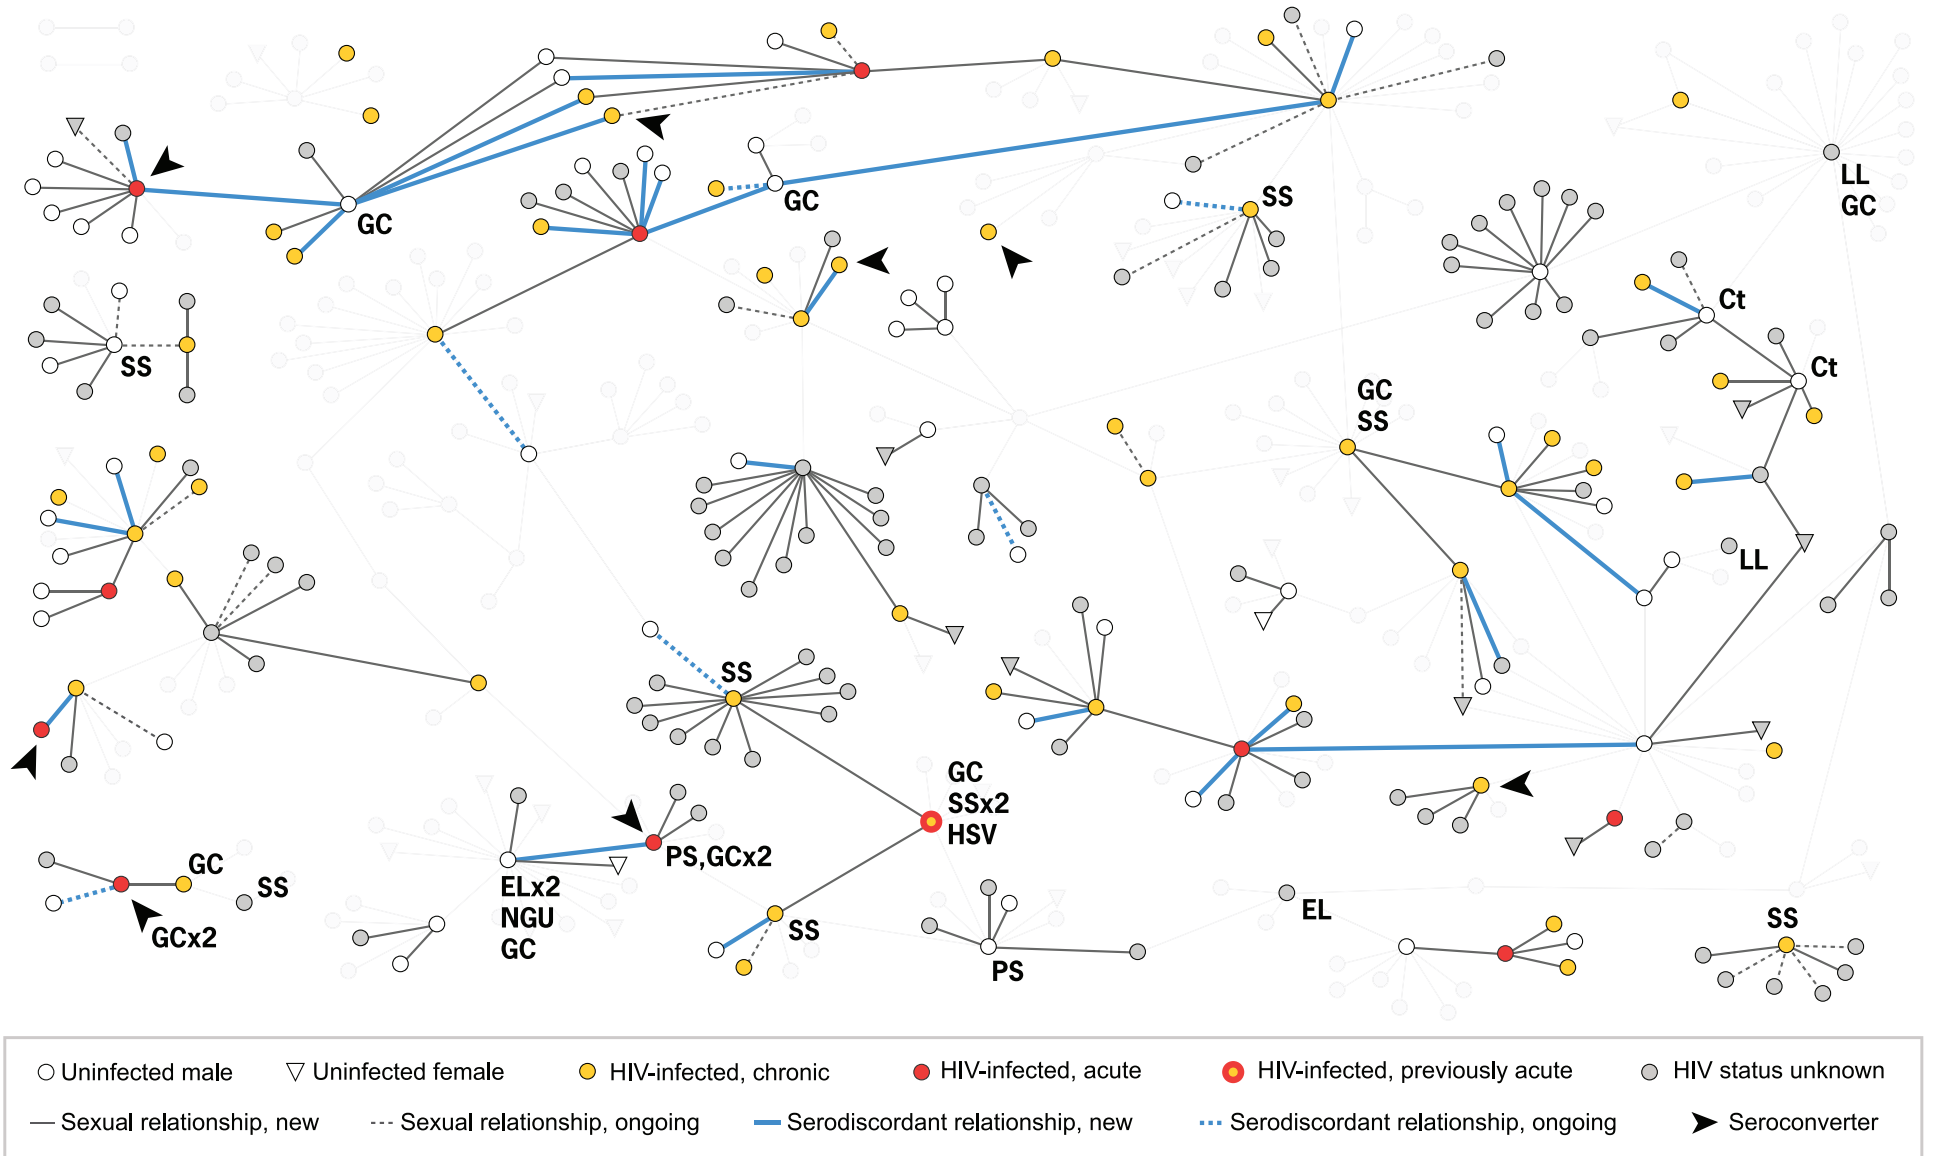 LL
GC
GC
GC
SS
Ct
SS
Ct
GC
SS
LL
SS
GC
SSx2
HSV
PS,GCx2
GC
SS
ELx2
NGU
GC
GCx2
SS
PS
EL
SS
Uninfected male
Uninfected female
HIV-infected, chronic
HIV-infected, acute
HIV-infected, previously acute
HIV status unknown
Sexual relationship, new
Sexual relationship, ongoing
Serodiscordant relationship, new
Serodiscordant relationship, ongoing
Seroconverter